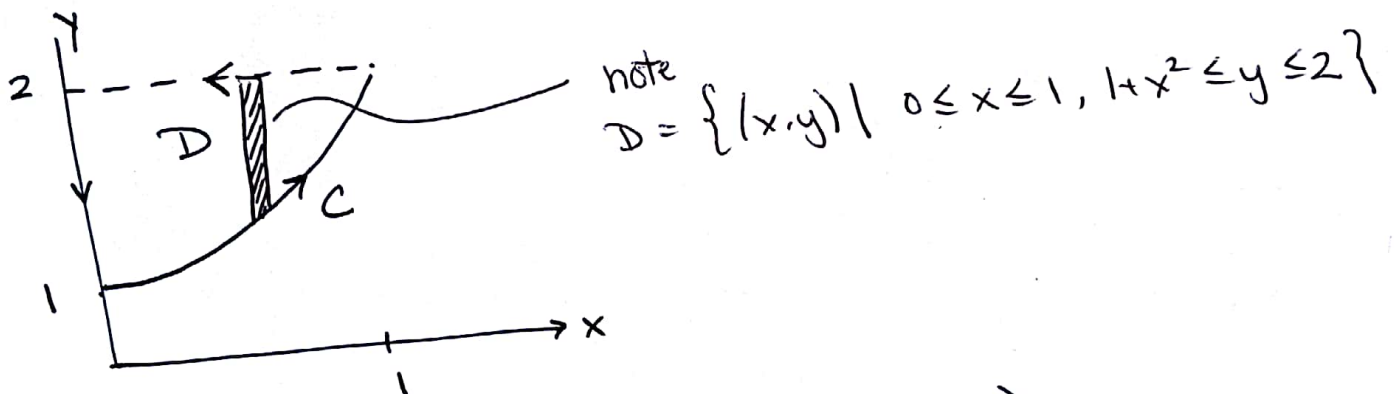 Y
2
note
D = {(x,y) | 0 ≤ x ≤ 1, 1+x² ≤ y ≤ 2}
D
C
1
x
1